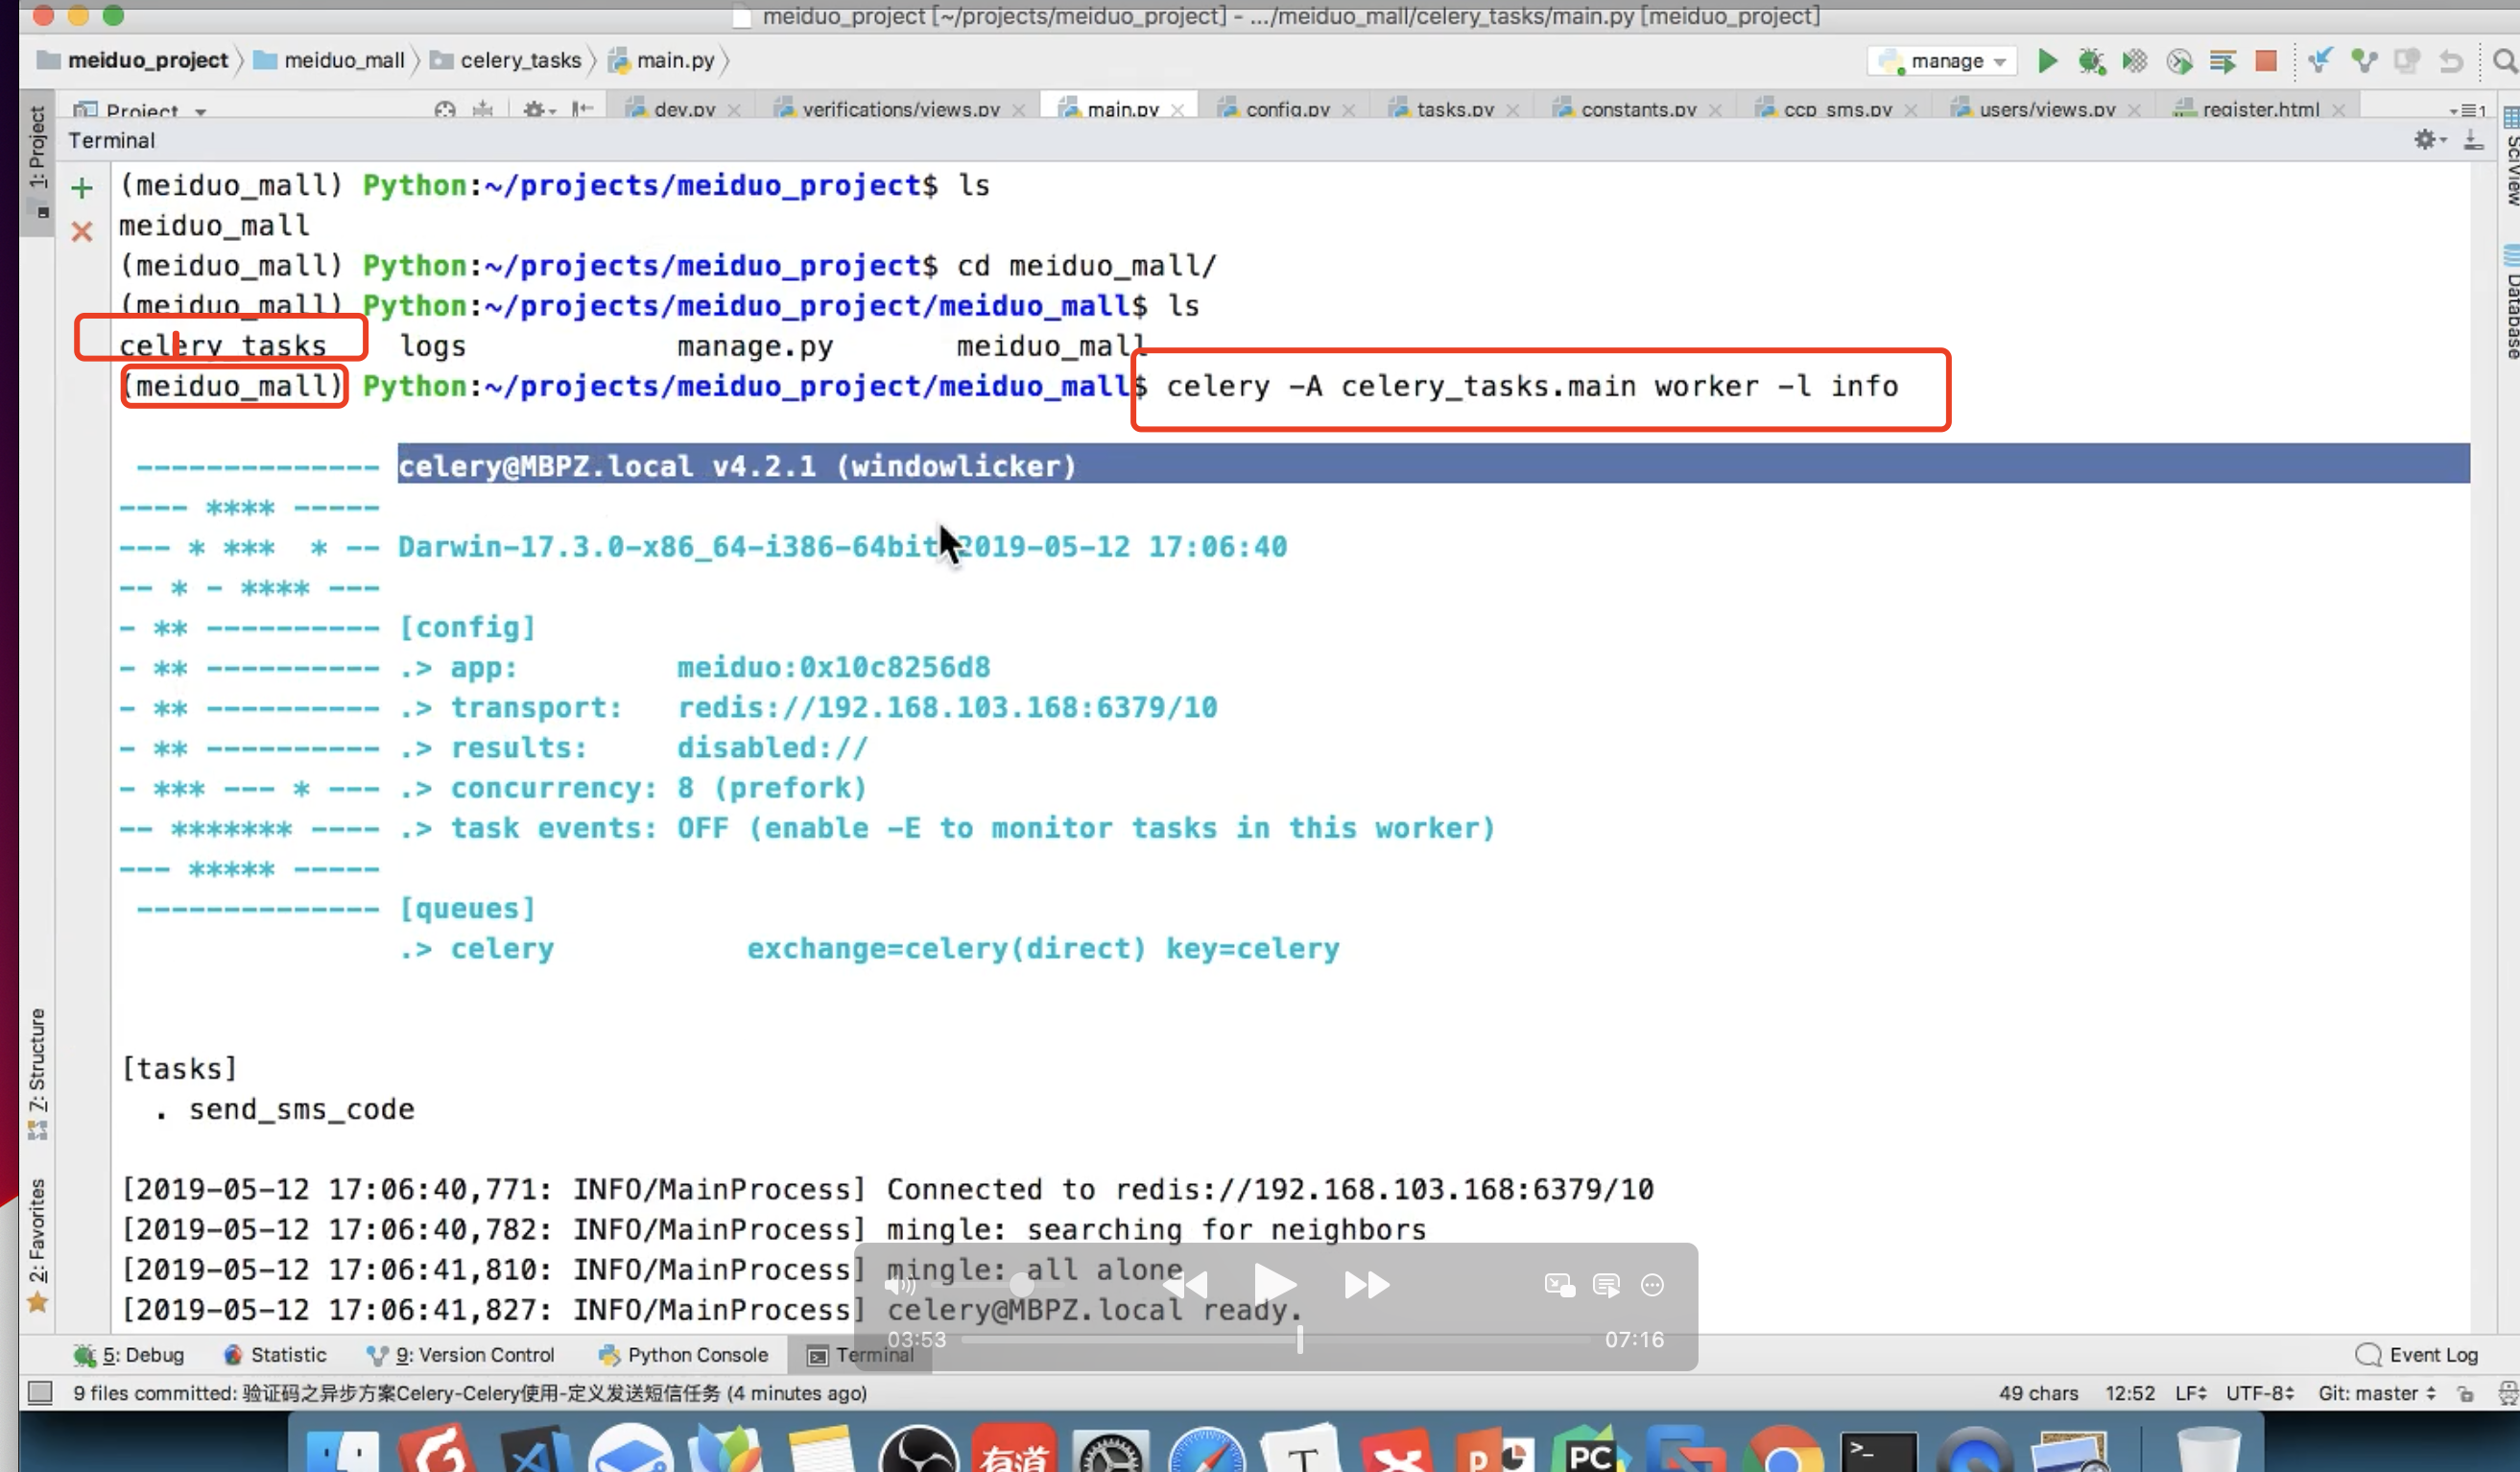 meiduo_project [~/projects/meiduo_project] - .../meiduo_mall/celery_tasks/main.py [meiduo_project]
meiduo_project meiduo_mall celery_tasks main.py manage
Project dev.py verifications/views.py main.py config.py tasks.py constants.py ccp_sms.py users/views.py register.html
1: Project
Terminal
SciView
Database
(meiduo_mall) Python:~/projects/meiduo_project$ ls
meiduo_mall
(meiduo_mall) Python:~/projects/meiduo_project$ cd meiduo_mall/
(meiduo_mall) Python:~/projects/meiduo_project/meiduo_mall$ ls
celery_tasks logs manage.py meiduo_mall
(meiduo_mall) Python:~/projects/meiduo_project/meiduo_mall$ celery -A celery_tasks.main worker -l info
-------------- celery@MBPZ.local v4.2.1 (windowlicker)
---- **** -----
--- * ***  * -- Darwin-17.3.0-x86_64-i386-64bit 2019-05-12 17:06:40
-- * - **** ---
- ** ---------- [config]
- ** ---------- .> app: meiduo:0x10c8256d8
- ** ---------- .> transport: redis://192.168.103.168:6379/10
- ** ---------- .> results: disabled://
- *** --- * --- .> concurrency: 8 (prefork)
-- ******* ---- .> task events: OFF (enable -E to monitor tasks in this worker)
--- ***** -----
-------------- [queues]
.> celery exchange=celery(direct) key=celery
[tasks]
. send_sms_code
[2019-05-12 17:06:40,771: INFO/MainProcess] Connected to redis://192.168.103.168:6379/10
[2019-05-12 17:06:40,782: INFO/MainProcess] mingle: searching for neighbors
[2019-05-12 17:06:41,810: INFO/MainProcess] mingle: all alone
[2019-05-12 17:06:41,827: INFO/MainProcess] celery@MBPZ.local ready.
7: Structure
2: Favorites
03:53 07:16
5: Debug Statistic 9: Version Control Python Console Terminal Event Log
9 files committed: 验证码之异步方案Celery-Celery使用-定义发送短信任务 (4 minutes ago) 49 chars 12:52 LF UTF-8 Git: master
有道 T P PC >_